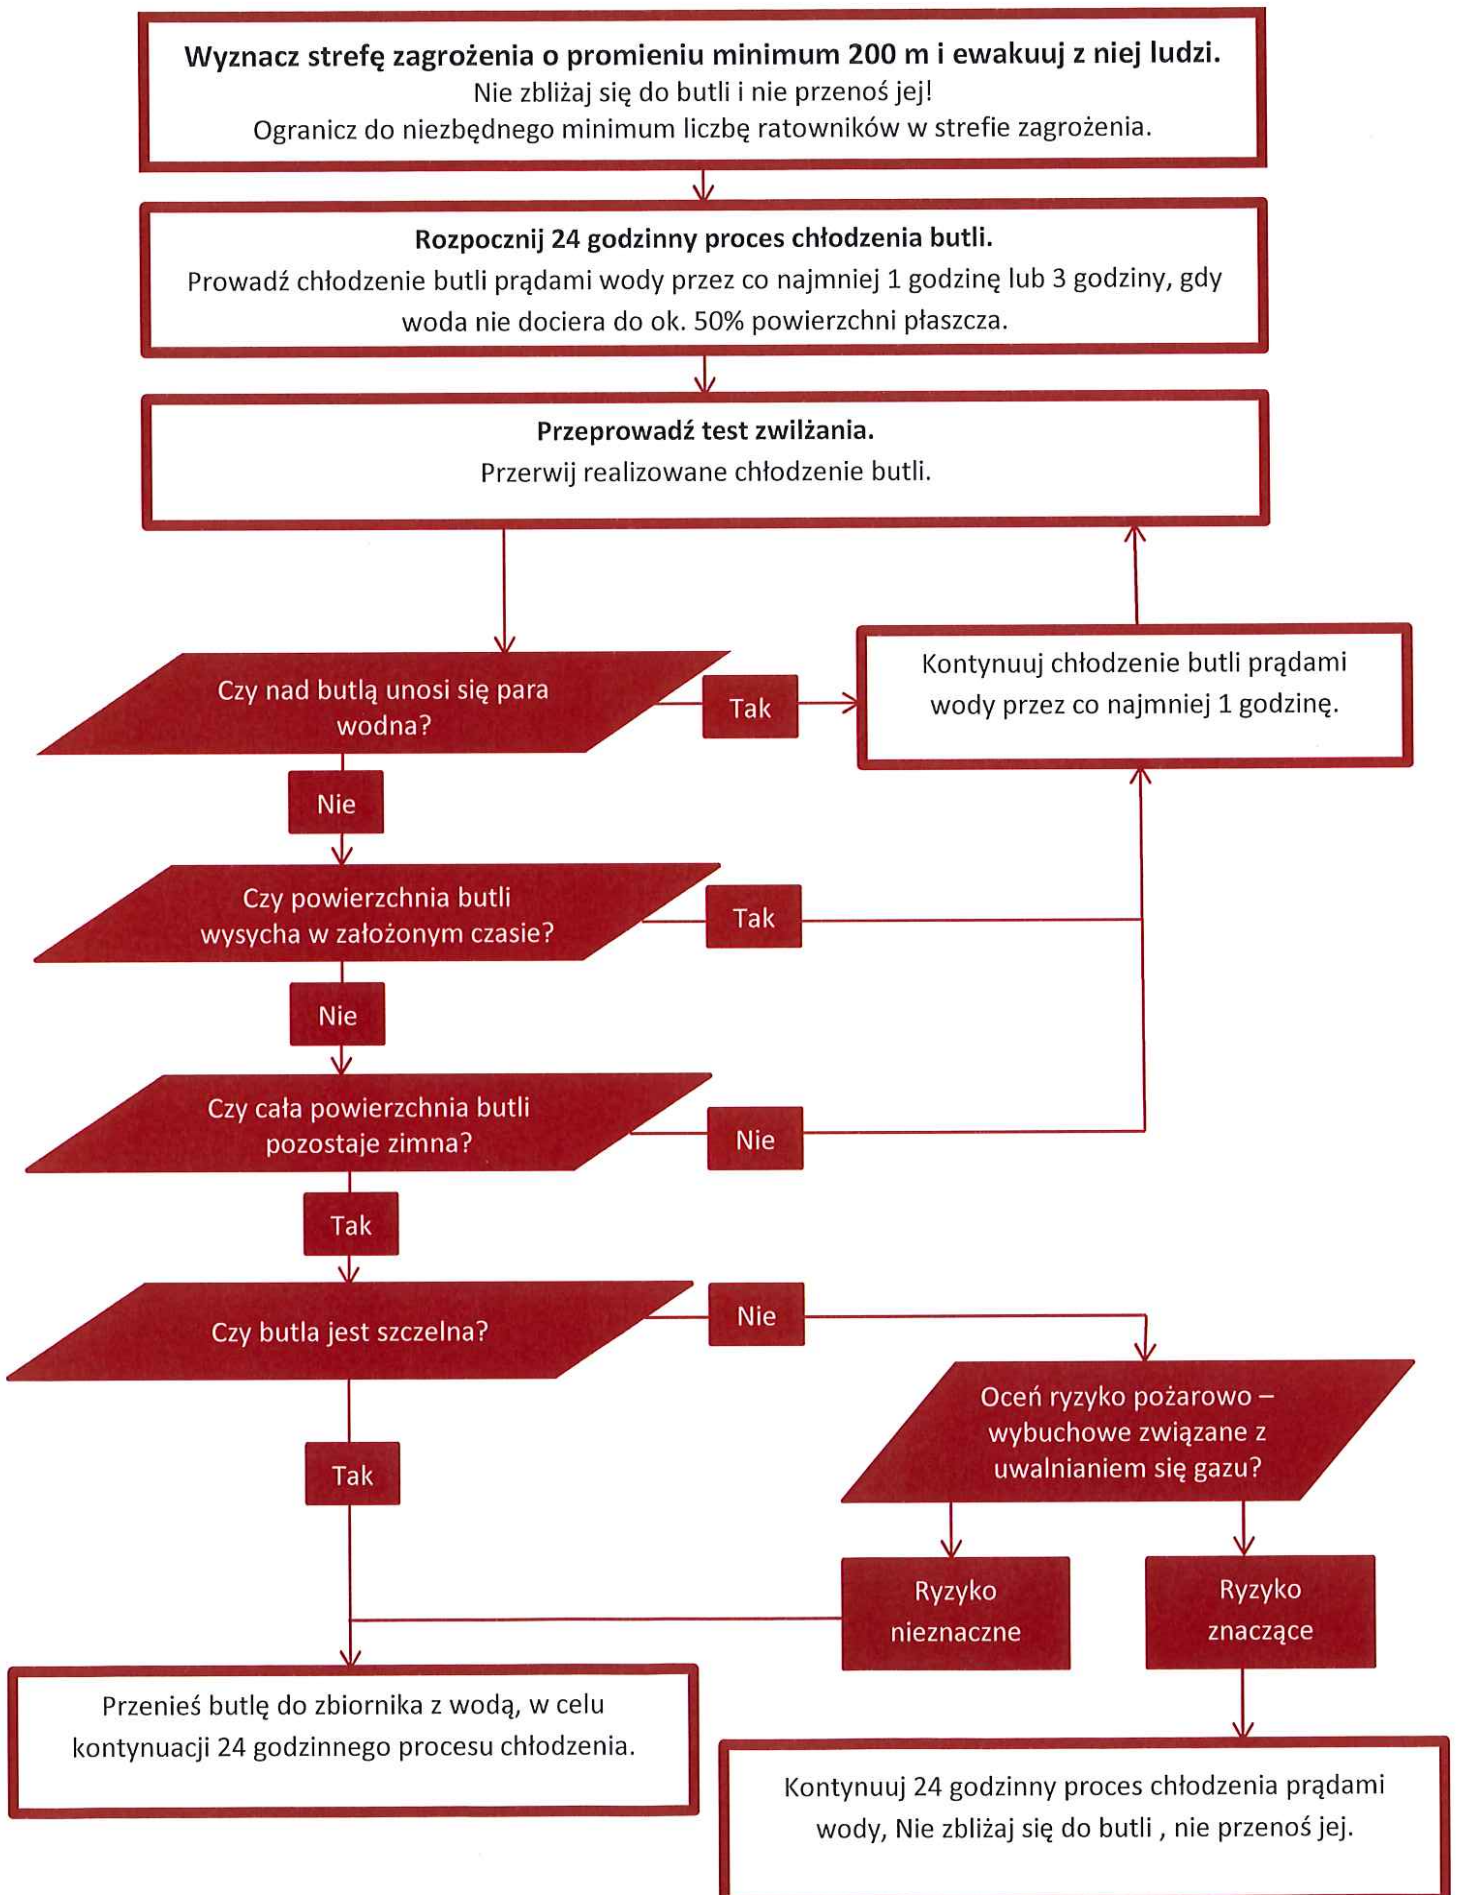 Wyznacz strefę zagrożenia o promieniu minimum 200 m i ewakuuj z niej ludzi.
Nie zbliżaj się do butli i nie przenoś jej!
Ogranicz do niezbędnego minimum liczbę ratowników w strefie zagrożenia.
Rozpocznij 24 godzinny proces chłodzenia butli.
Prowadź chłodzenie butli prądami wody przez co najmniej 1 godzinę lub 3 godziny, gdy
woda nie dociera do ok. 50% powierzchni płaszcza.
Przeprowadź test zwilżania.
Przerwij realizowane chłodzenie butli.
Czy nad butlą unosi się para
wodna?
Tak
Kontynuuj chłodzenie butli prądami
wody przez co najmniej 1 godzinę.
Nie
Czy powierzchnia butli
wysycha w założonym czasie?
Tak
Nie
Czy cała powierzchnia butli
pozostaje zimna?
Nie
Tak
Czy butla jest szczelna?
Nie
Oceń ryzyko pożarowo –
wybuchowe związane z
uwalnianiem się gazu?
Tak
Ryzyko
nieznaczne
Ryzyko
znaczące
Przenieś butlę do zbiornika z wodą, w celu
kontynuacji 24 godzinnego procesu chłodzenia.
Kontynuuj 24 godzinny proces chłodzenia prądami
wody, Nie zbliżaj się do butli , nie przenoś jej.